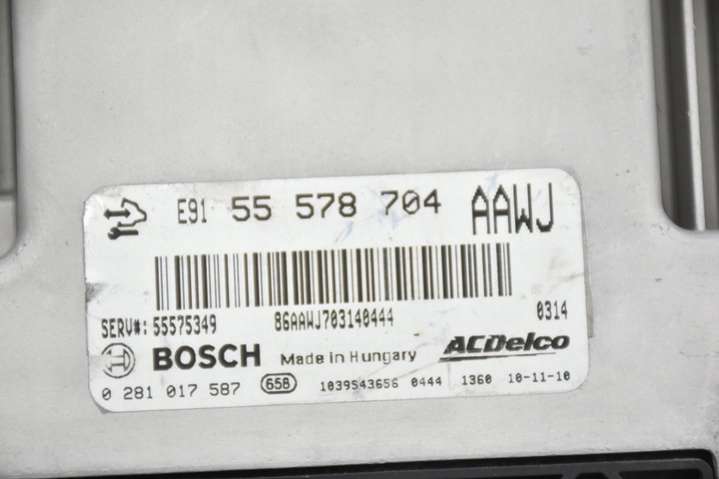 E91 55 578 704 AAWJ
SERV#: 55575349 86AAWJ703140444 0314
BOSCH Made in Hungary ACDelco
0 281 017 587 658 1039S43656 0444 1360 10-11-10